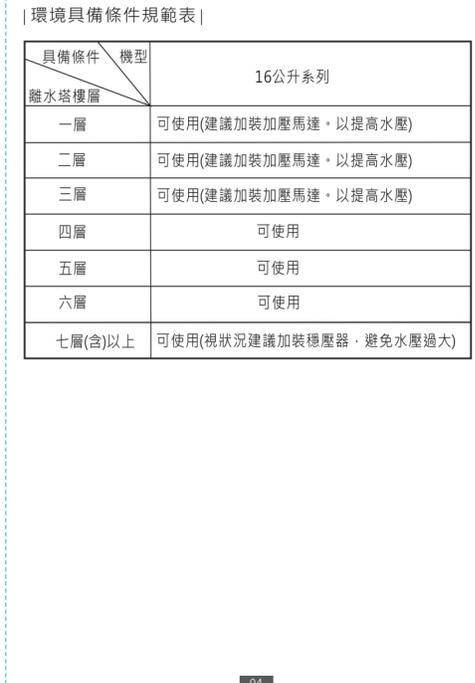 |環境具備條件規範表|
具備條件 機型
離水塔樓層
16公升系列
一層 可使用(建議加裝加壓馬達。以提高水壓)
二層 可使用(建議加裝加壓馬達。以提高水壓)
三層 可使用(建議加裝加壓馬達。以提高水壓)
四層 可使用
五層 可使用
六層 可使用
七層(含)以上 可使用(視狀況建議加裝穩壓器，避免水壓過大)
04